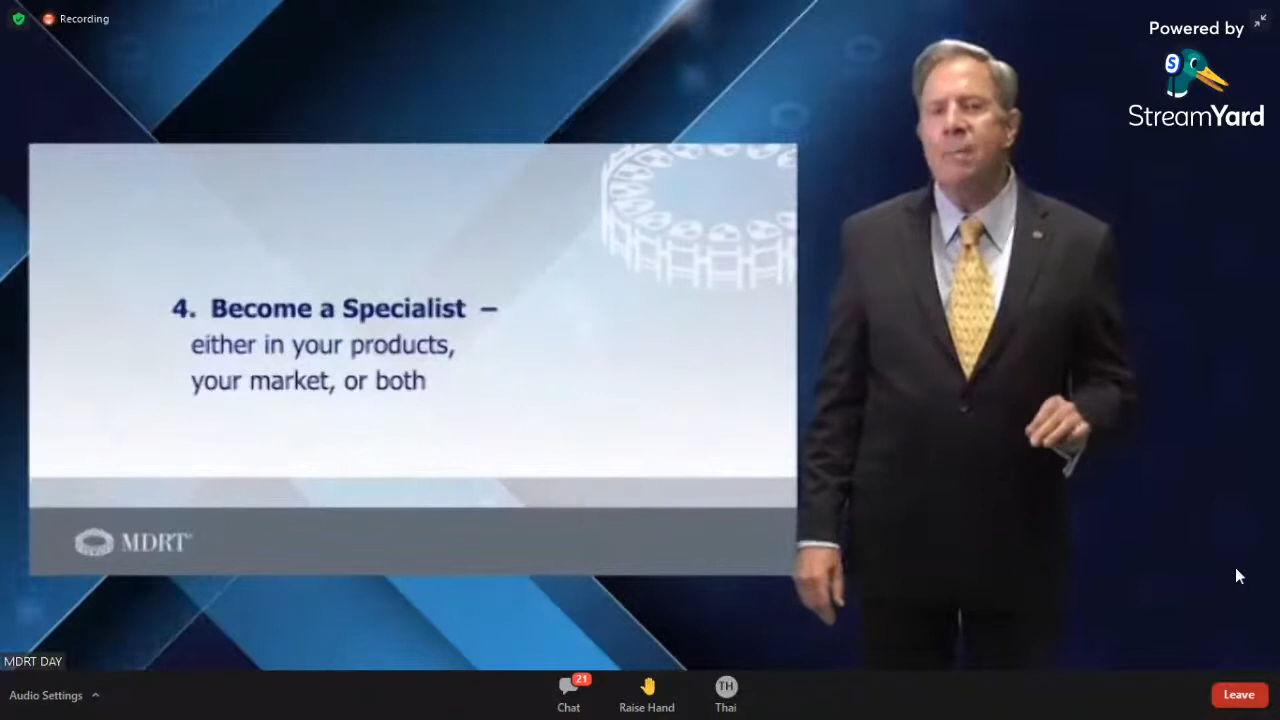 Recording
Powered by
S
StreamYard
4. Become a Specialist –
either in your products,
your market, or both
MDRT
MDRT DAY
Audio Settings
21
Chat
Raise Hand
TH
Thai
Leave